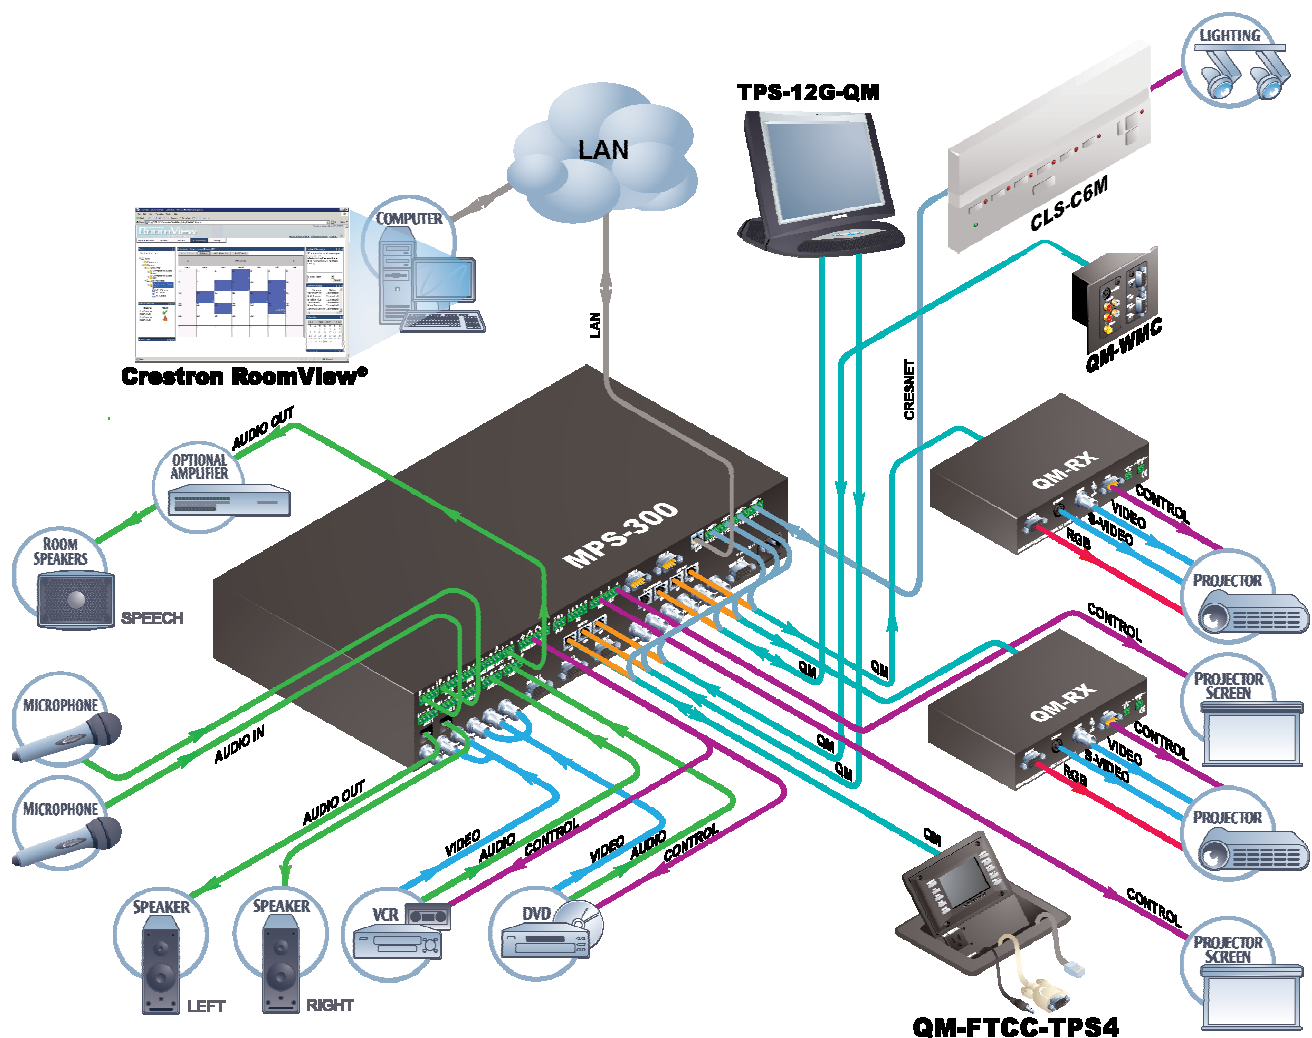 LIGHTING
TPS-12G-QM
LAN
CLS-C6M
COMPUTER
RoomView
Crestron RoomView®
LAN
CRESNET
QM-WMC
AUDIO OUT
OPTIONAL
AMPLIFIER
MPS-300
QM-RX
CONTROL
VIDEO
S-VIDEO
RGB
ROOM
SPEAKERS
SPEECH
PROJECTOR
CONTROL
QM
QM
MICROPHONE
AUDIO IN
QM-RX
PROJECTOR
SCREEN
CONTROL
VIDEO
S-VIDEO
RGB
QM
QM
MICROPHONE
AUDIO OUT
VIDEO
AUDIO
CONTROL
VIDEO
AUDIO
CONTROL
QM
PROJECTOR
CONTROL
SPEAKER
LEFT
SPEAKER
RIGHT
VCR
DVD
PROJECTOR
SCREEN
QM-FTCC-TPS4